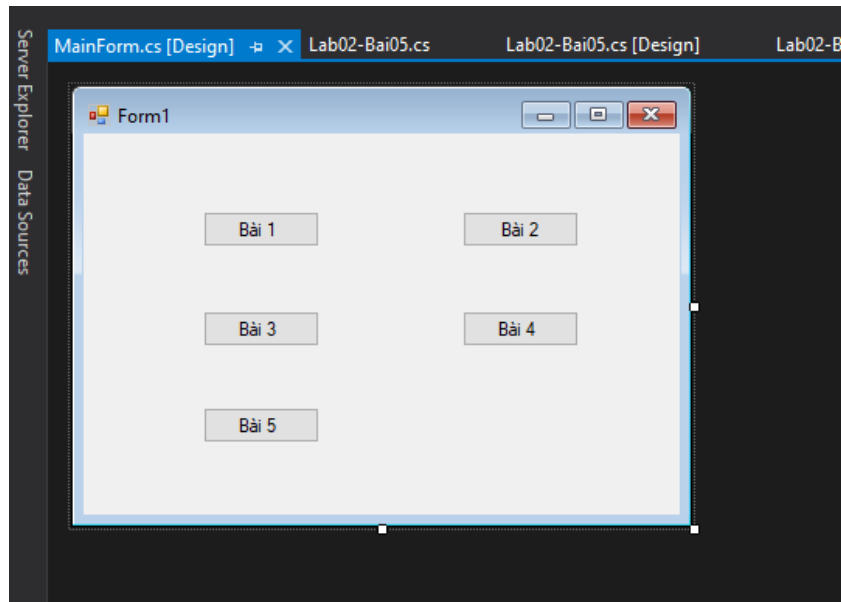 Server Explorer
Data Sources
MainForm.cs [Design]
Lab02-Bai05.cs
Lab02-Bai05.cs [Design]
Lab02-B
Form1
Bài 1
Bài 2
Bài 3
Bài 4
Bài 5